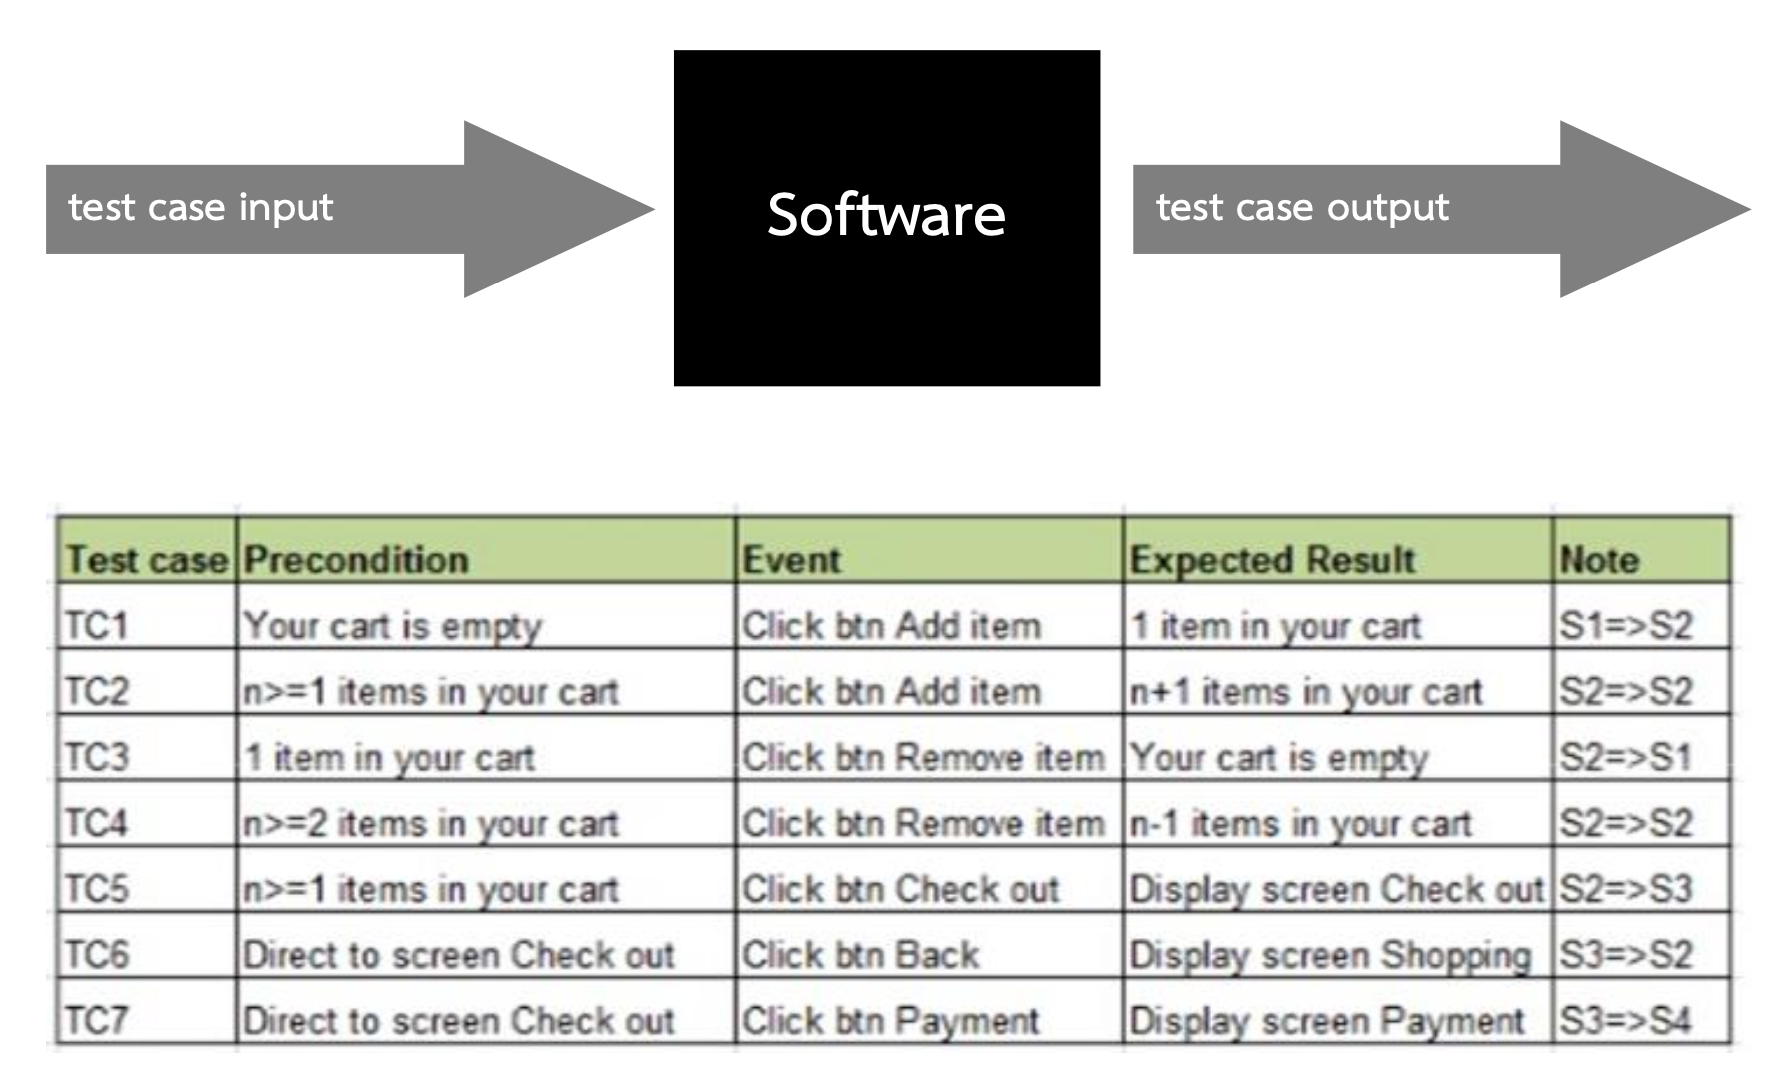 test case input
Software
test case output
Test case Precondition Event Expected Result Note
TC1 Your cart is empty Click btn Add item 1 item in your cart S1=>S2
TC2 n>=1 items in your cart Click btn Add item n+1 items in your cart S2=>S2
TC3 1 item in your cart Click btn Remove item Your cart is empty S2=>S1
TC4 n>=2 items in your cart Click btn Remove item n-1 items in your cart S2=>S2
TC5 n>=1 items in your cart Click btn Check out Display screen Check out S2=>S3
TC6 Direct to screen Check out Click btn Back Display screen Shopping S3=>S2
TC7 Direct to screen Check out Click btn Payment Display screen Payment S3=>S4